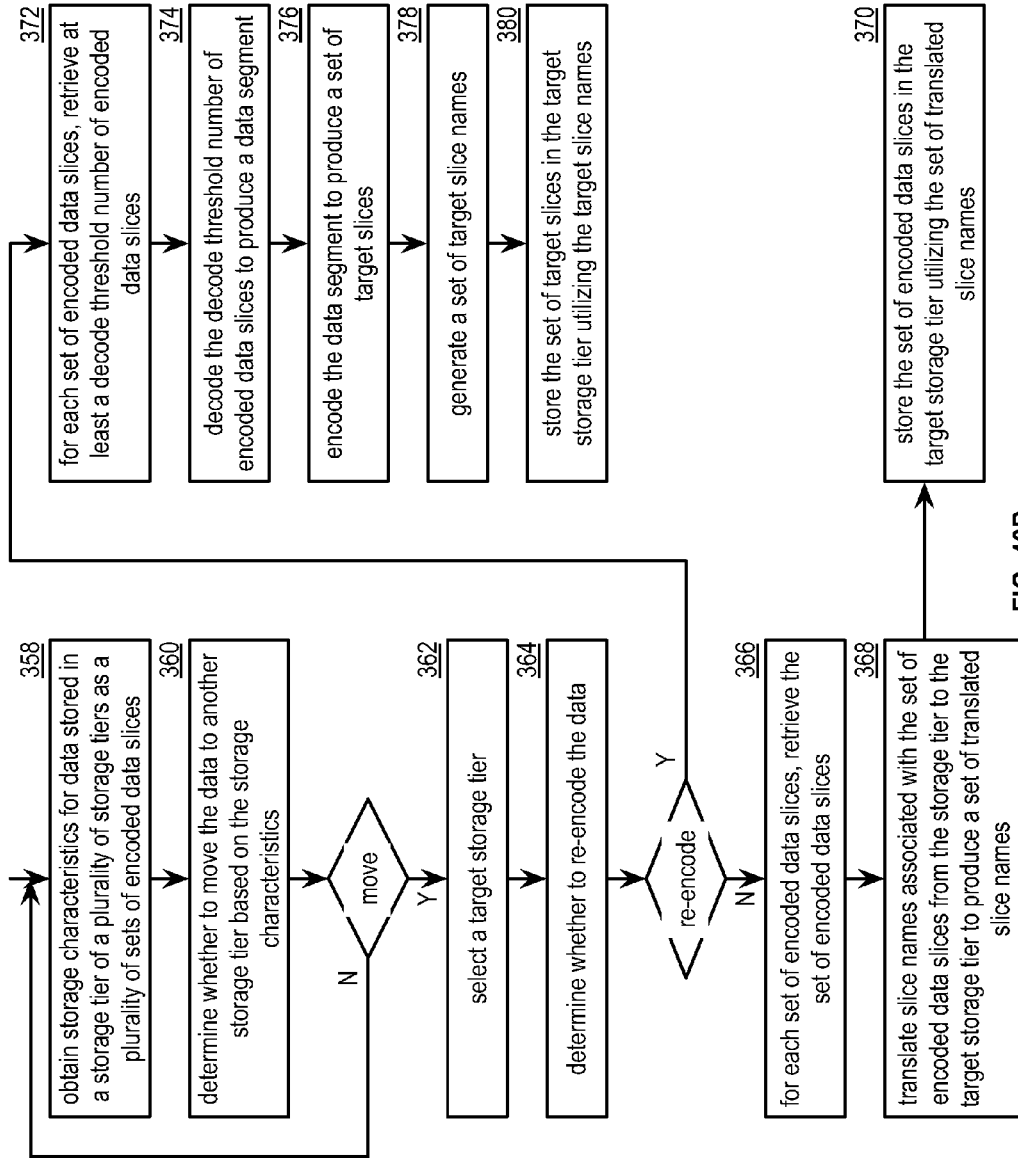 358
obtain storage characteristics for data stored in
a storage tier of a plurality of storage tiers as a
plurality of sets of encoded data slices
360
determine whether to move the data to another
storage tier based on the storage
characteristics
move
N
Y
362
select a target storage tier
364
determine whether to re-encode the data
re-encode
Y
N
366
for each set of encoded data slices, retrieve the
set of encoded data slices
368
translate slice names associated with the set of
encoded data slices from the storage tier to the
target storage tier to produce a set of translated
slice names
370
store the set of encoded data slices in the
target storage tier utilizing the set of translated
slice names
372
for each set of encoded data slices, retrieve at
least a decode threshold number of encoded
data slices
374
decode the decode threshold number of
encoded data slices to produce a data segment
376
encode the data segment to produce a set of
target slices
378
generate a set of target slice names
380
store the set of target slices in the target
storage tier utilizing the target slice names
FIG.